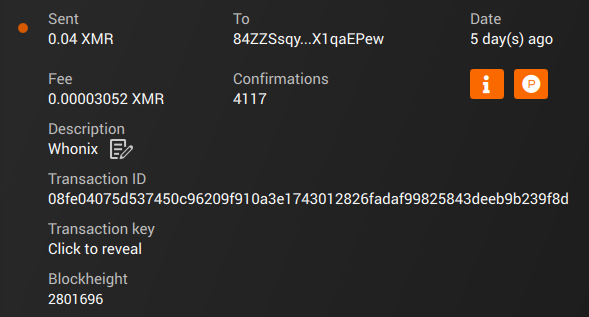 Sent To Date
0.04 XMR 84ZZSsqy...X1qaEPew 5 day(s) ago
Fee Confirmations
0.00003052 XMR 4117
P
Description
Whonix
Transaction ID
08fe04075d537450c96209f910a3e1743012826fadaf99825843deeb9b239f8d
Transaction key
Click to reveal
Blockheight
2801696